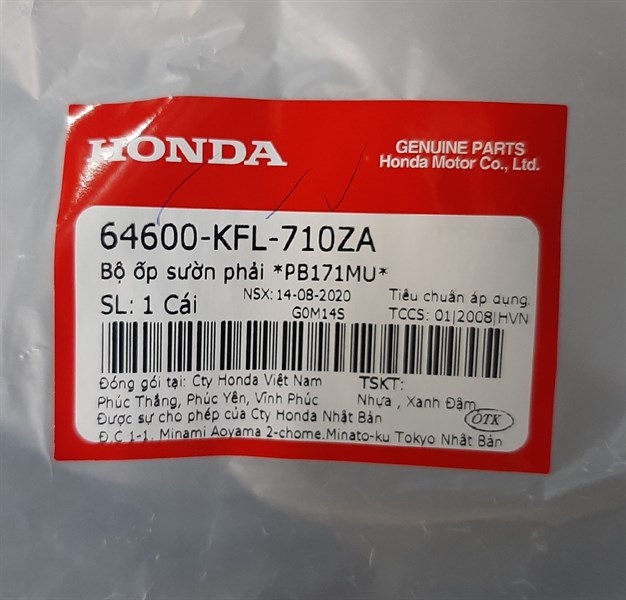 HONDA
GENUINE PARTS
Honda Motor Co., Ltd.
64600-KFL-710ZA
Bộ ốp sườn phải *PB171MU*
SL: 1 Cái
NSX: 14-08-2020
G0M14S
Tiêu chuẩn áp dụng
TCCS: 01|2008|HVN
Đóng gói tại: Cty Honda Việt Nam
Phúc Thắng, Phúc Yên, Vĩnh Phúc
TSKT:
Nhựa , Xanh Đậm
Được sự cho phép của Cty Honda Nhật Bản
ÔTK
Đ.C 1-1, Minami Aoyama 2-chome.Minato-ku Tokyo Nhật Bản